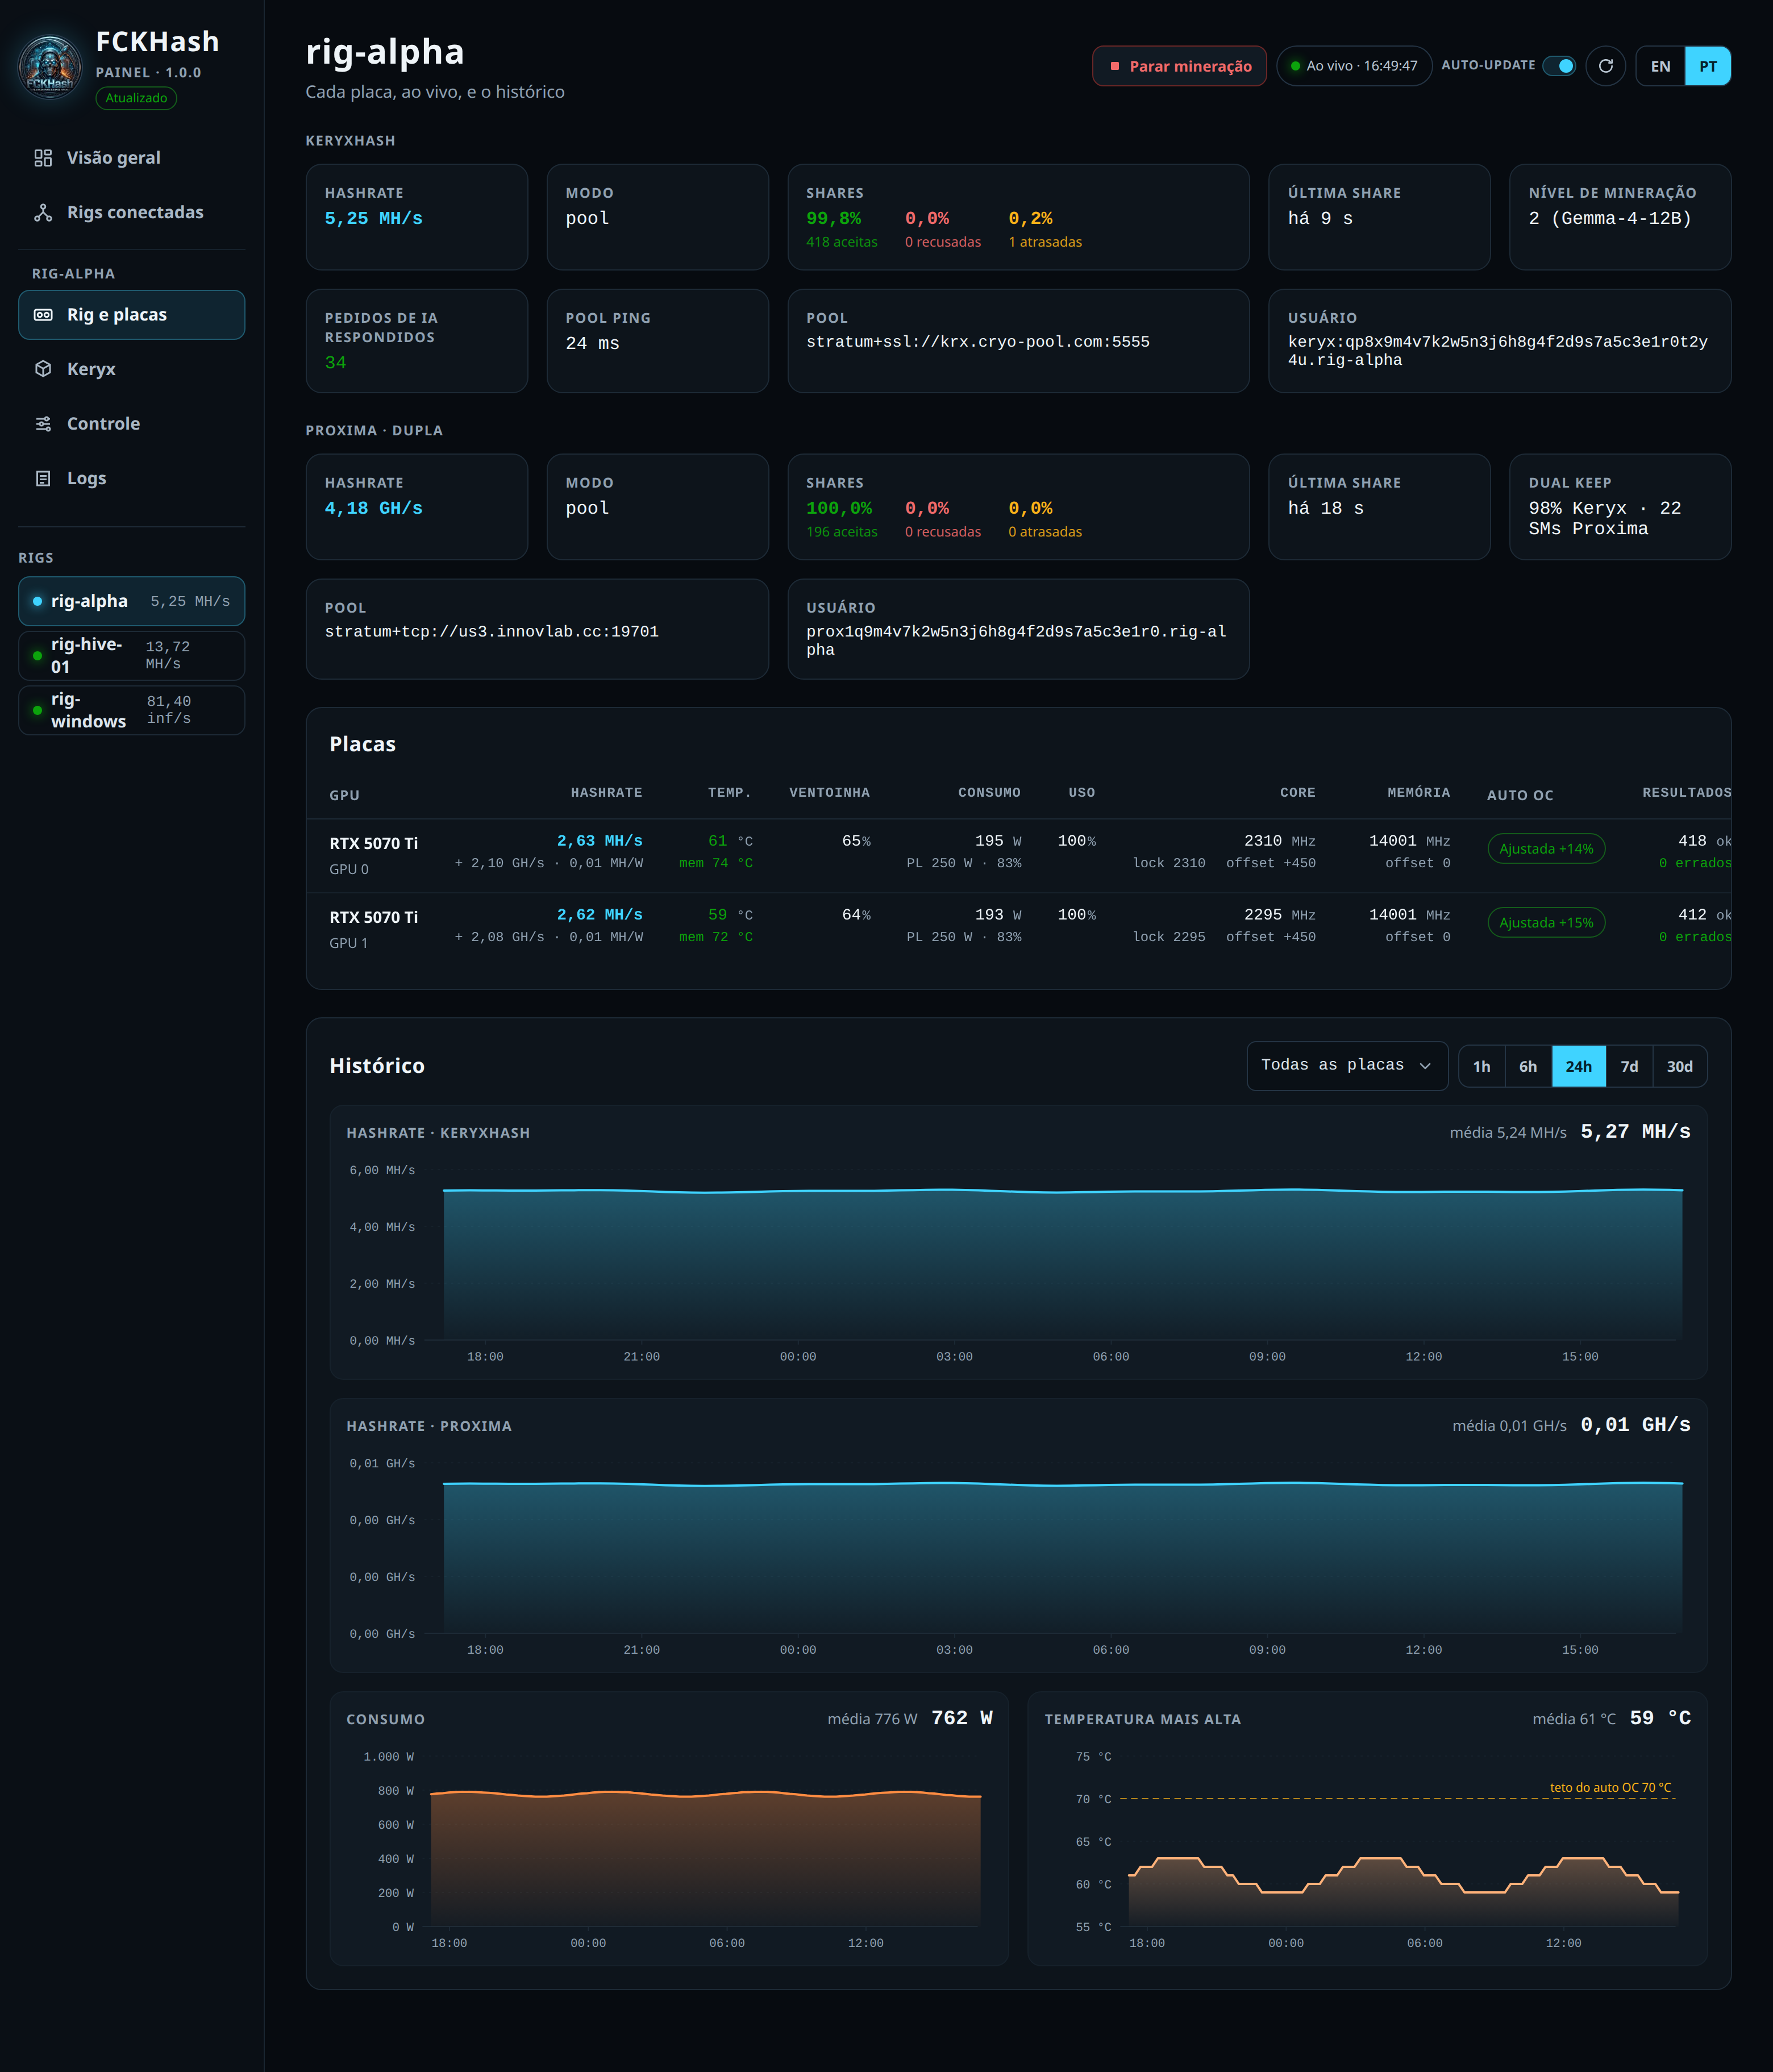 FCKHash
PAINEL · 1.0.0
Atualizado
Visão geral
Rigs conectadas
RIG-ALPHA
Rig e placas
Keryx
Controle
Logs
RIGS
rig-alpha 5,25 MH/s
rig-hive-01 13,72 MH/s
rig-windows 81,40 inf/s
rig-alpha
Cada placa, ao vivo, e o histórico
Parar mineração
Ao vivo · 16:49:47
AUTO-UPDATE
EN PT
KERYXHASH
HASHRATE
5,25 MH/s
MODO
pool
SHARES
99,8% 0,0% 0,2%
418 aceitas 0 recusadas 1 atrasadas
ÚLTIMA SHARE
há 9 s
NÍVEL DE MINERAÇÃO
2 (Gemma-4-12B)
PEDIDOS DE IA
RESPONDIDOS
34
POOL PING
24 ms
POOL
stratum+ssl://krx.cryo-pool.com:5555
USUÁRIO
keryx:qp8x9m4v7k2w5n3j6h8g4f2d9s7a5c3e1r0t2y
4u.rig-alpha
PROXIMA · DUPLA
HASHRATE
4,18 GH/s
MODO
pool
SHARES
100,0% 0,0% 0,0%
196 aceitas 0 recusadas 0 atrasadas
ÚLTIMA SHARE
há 18 s
DUAL KEEP
98% Keryx · 22
SMs Proxima
POOL
stratum+tcp://us3.innovlab.cc:19701
USUÁRIO
prox1q9m4v7k2w5n3j6h8g4f2d9s7a5c3e1r0.rig-al
pha
Placas
GPU HASHRATE TEMP. VENTOINHA CONSUMO USO CORE MEMÓRIA AUTO OC RESULTADOS
RTX 5070 Ti 2,63 MH/s 61 °C 65% 195 W 100% 2310 MHz 14001 MHz Ajustada +14% 418 ok
GPU 0 + 2,10 GH/s · 0,01 MH/W mem 74 °C PL 250 W · 83% lock 2310 offset +450 offset 0 0 errados
RTX 5070 Ti 2,62 MH/s 59 °C 64% 193 W 100% 2295 MHz 14001 MHz Ajustada +15% 412 ok
GPU 1 + 2,08 GH/s · 0,01 MH/W mem 72 °C PL 250 W · 83% lock 2295 offset +450 offset 0 0 errados
Histórico
Todas as placas
1h 6h 24h 7d 30d
HASHRATE · KERYXHASH
média 5,24 MH/s 5,27 MH/s
6,00 MH/s
4,00 MH/s
2,00 MH/s
0,00 MH/s
18:00 21:00 00:00 03:00 06:00 09:00 12:00 15:00
HASHRATE · PROXIMA
média 0,01 GH/s 0,01 GH/s
0,01 GH/s
0,00 GH/s
0,00 GH/s
0,00 GH/s
18:00 21:00 00:00 03:00 06:00 09:00 12:00 15:00
CONSUMO
média 776 W 762 W
1.000 W
800 W
600 W
400 W
200 W
0 W
18:00 00:00 06:00 12:00
TEMPERATURA MAIS ALTA
média 61 °C 59 °C
75 °C
teto do auto OC 70 °C
70 °C
65 °C
60 °C
55 °C
18:00 00:00 06:00 12:00